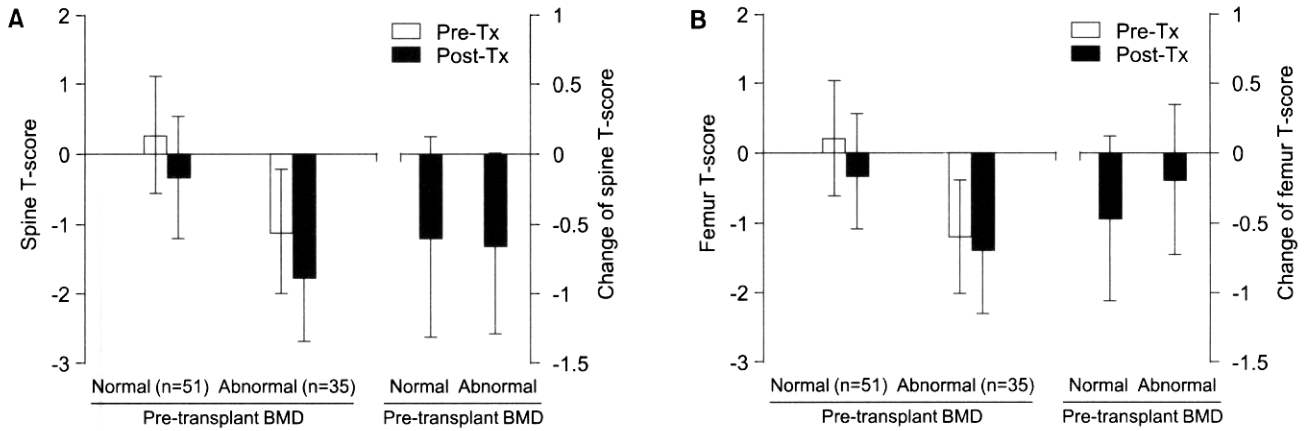 A
2
1
0
-1
-2
-3
Spine T-score
Pre-Tx
Post-Tx
1
0.5
0
-0.5
-1
-1.5
Change of spine T-score
Normal (n=51) Abnormal (n=35) Normal Abnormal
Pre-transplant BMD Pre-transplant BMD
B
2
1
0
-1
-2
-3
Femur T-score
Pre-Tx
Post-Tx
1
0.5
0
-0.5
-1
-1.5
Change of femur T-score
Normal (n=51) Abnormal (n=35) Normal Abnormal
Pre-transplant BMD Pre-transplant BMD